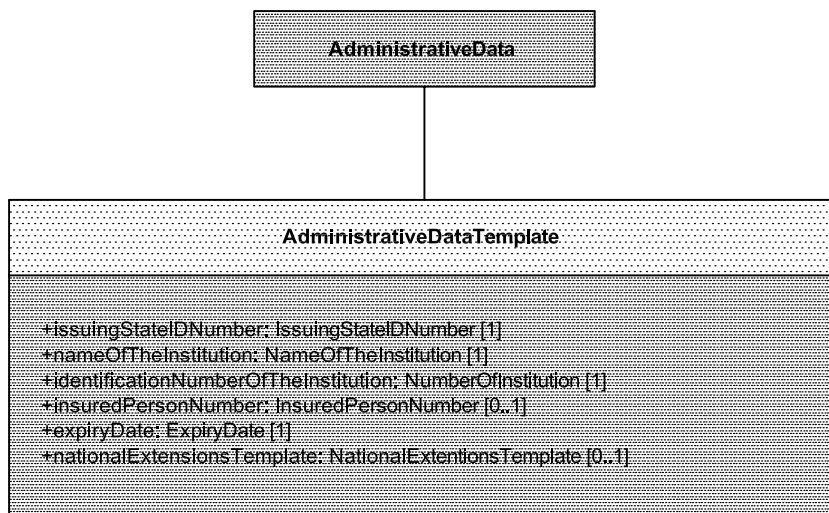 AdministrativeData
AdministrativeDataTemplate
+issuingStateIDNumber: IssuingStateIDNumber [1]
+nameOfTheInstitution: NameOfTheInstitution [1]
+identificationNumberOfTheInstitution: NumberOfInstitution [1]
+insuredPersonNumber: InsuredPersonNumber [0..1]
+expiryDate: ExpiryDate [1]
+nationalExtensionsTemplate: NationalExtentionsTemplate [0..1]